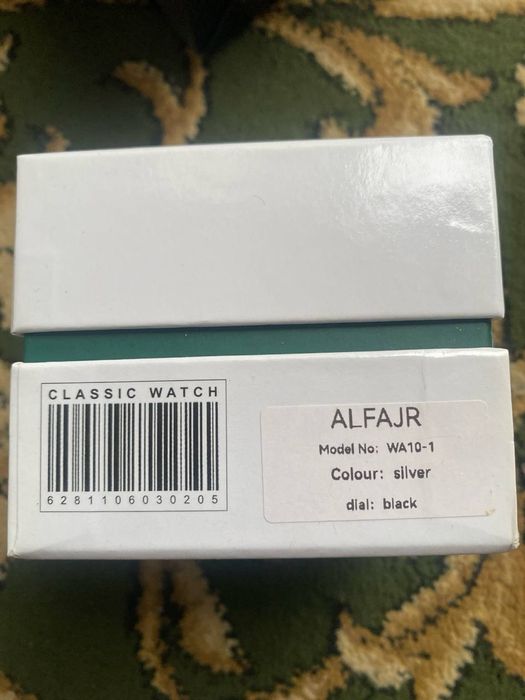 CLASSIC WATCH
6281106030205
ALFAJR
Model No: WA10-1
Colour: silver
dial: black